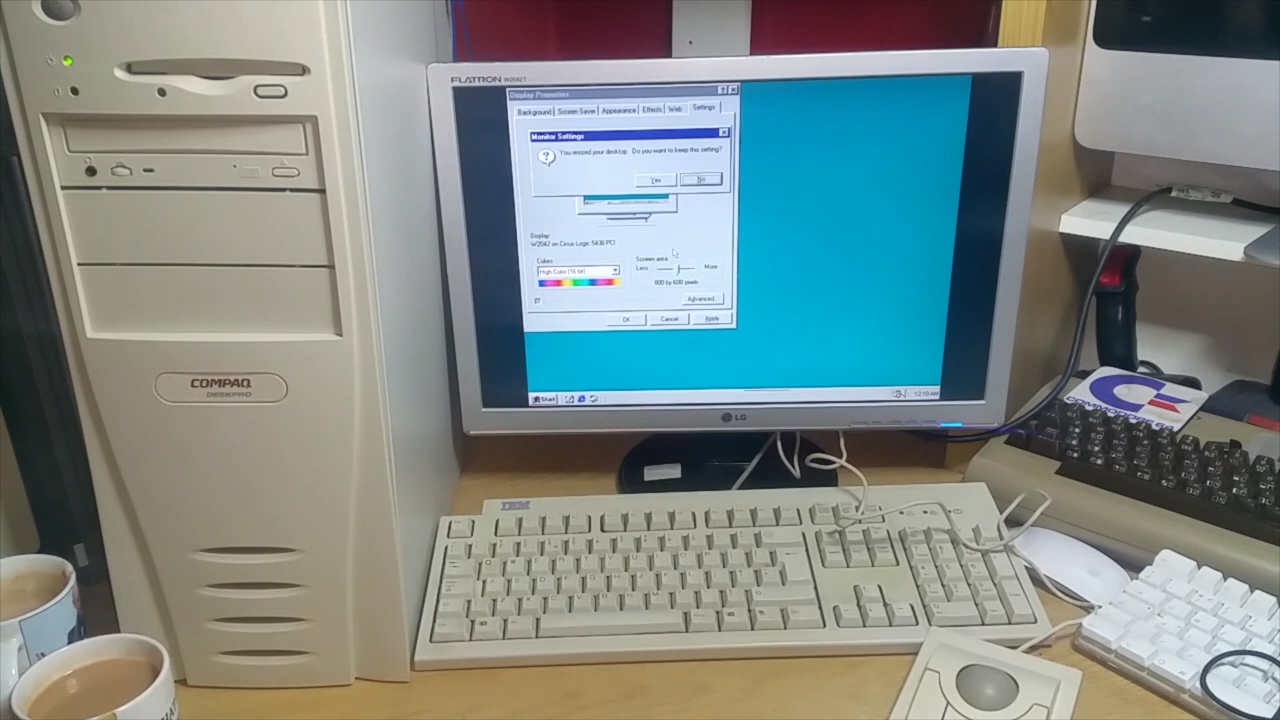 COMPAQ
DESKPRO
FLATRON W2042T
Display Properties
Background
Screen Saver
Appearance
Effects
Web
Settings
Monitor Settings
You resized your desktop. Do you want to keep this setting?
Yes
No
Display:
W2042 on Cirrus Logic 5436 PCI
Colors
High Color (16 bit)
Screen area
Less
More
800 by 600 pixels
Advanced...
OK
Cancel
Apply
Start
12:10 AM
LG
IBM
COMMODORE 64